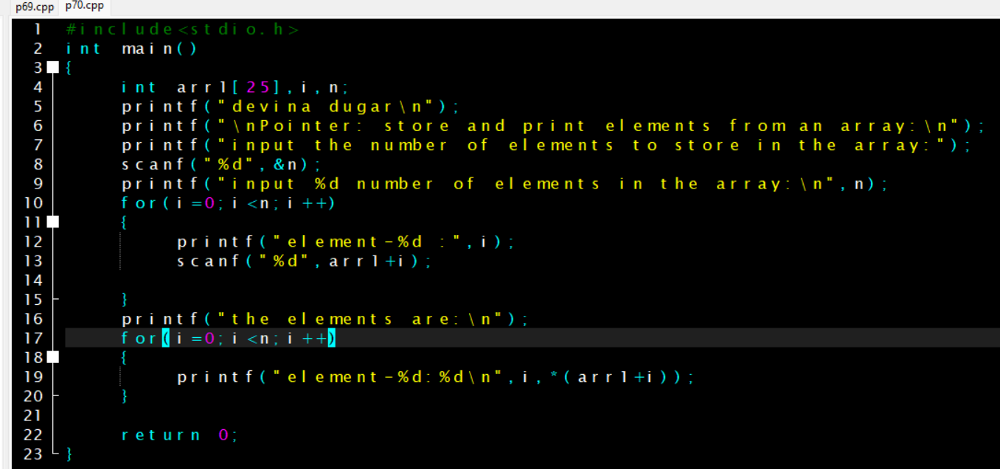 p69.cpp p70.cpp
1 #include<stdio.h>
2 int main()
3 {
4 int arr1[25],i,n;
5 printf("devina dugar\n");
6 printf("\nPointer: store and print elements from an array:\n");
7 printf("input the number of elements to store in the array:");
8 scanf("%d",&n);
9 printf("input %d number of elements in the array:\n",n);
10 for(i=0;i<n;i++)
11 {
12 printf("element-%d :",i);
13 scanf("%d",arr1+i);
14
15 }
16 printf("the elements are:\n");
17 for(i=0;i<n;i++)
18 {
19 printf("element-%d:%d\n",i,*(arr1+i));
20 }
21
22 return 0;
23 }